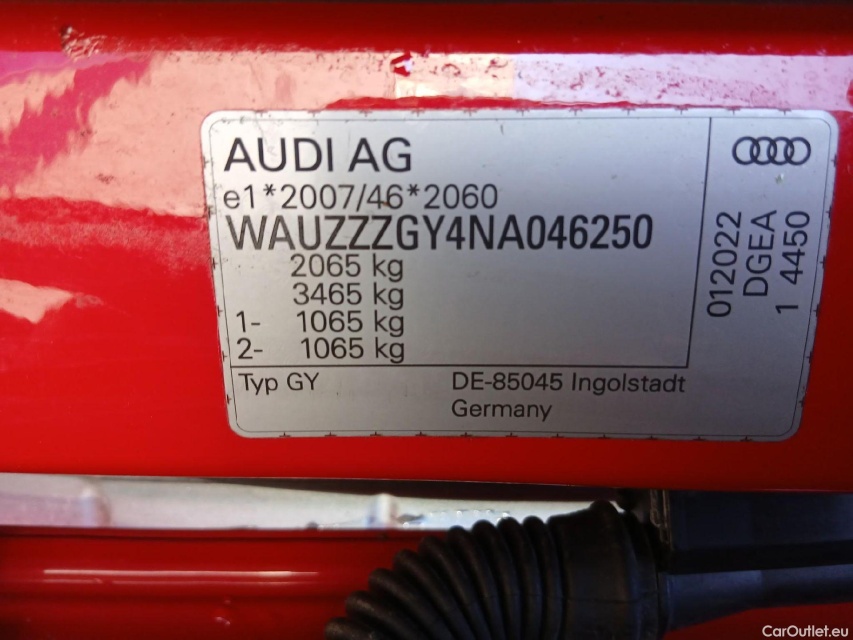 AUDI AG
e1*2007/46*2060
WAUZZZGY4NA046250
2065 kg
3465 kg
1- 1065 kg
2- 1065 kg
Typ GY
DE-85045 Ingolstadt
Germany
012022
DGEA
1 4450
CarOutlet.eu